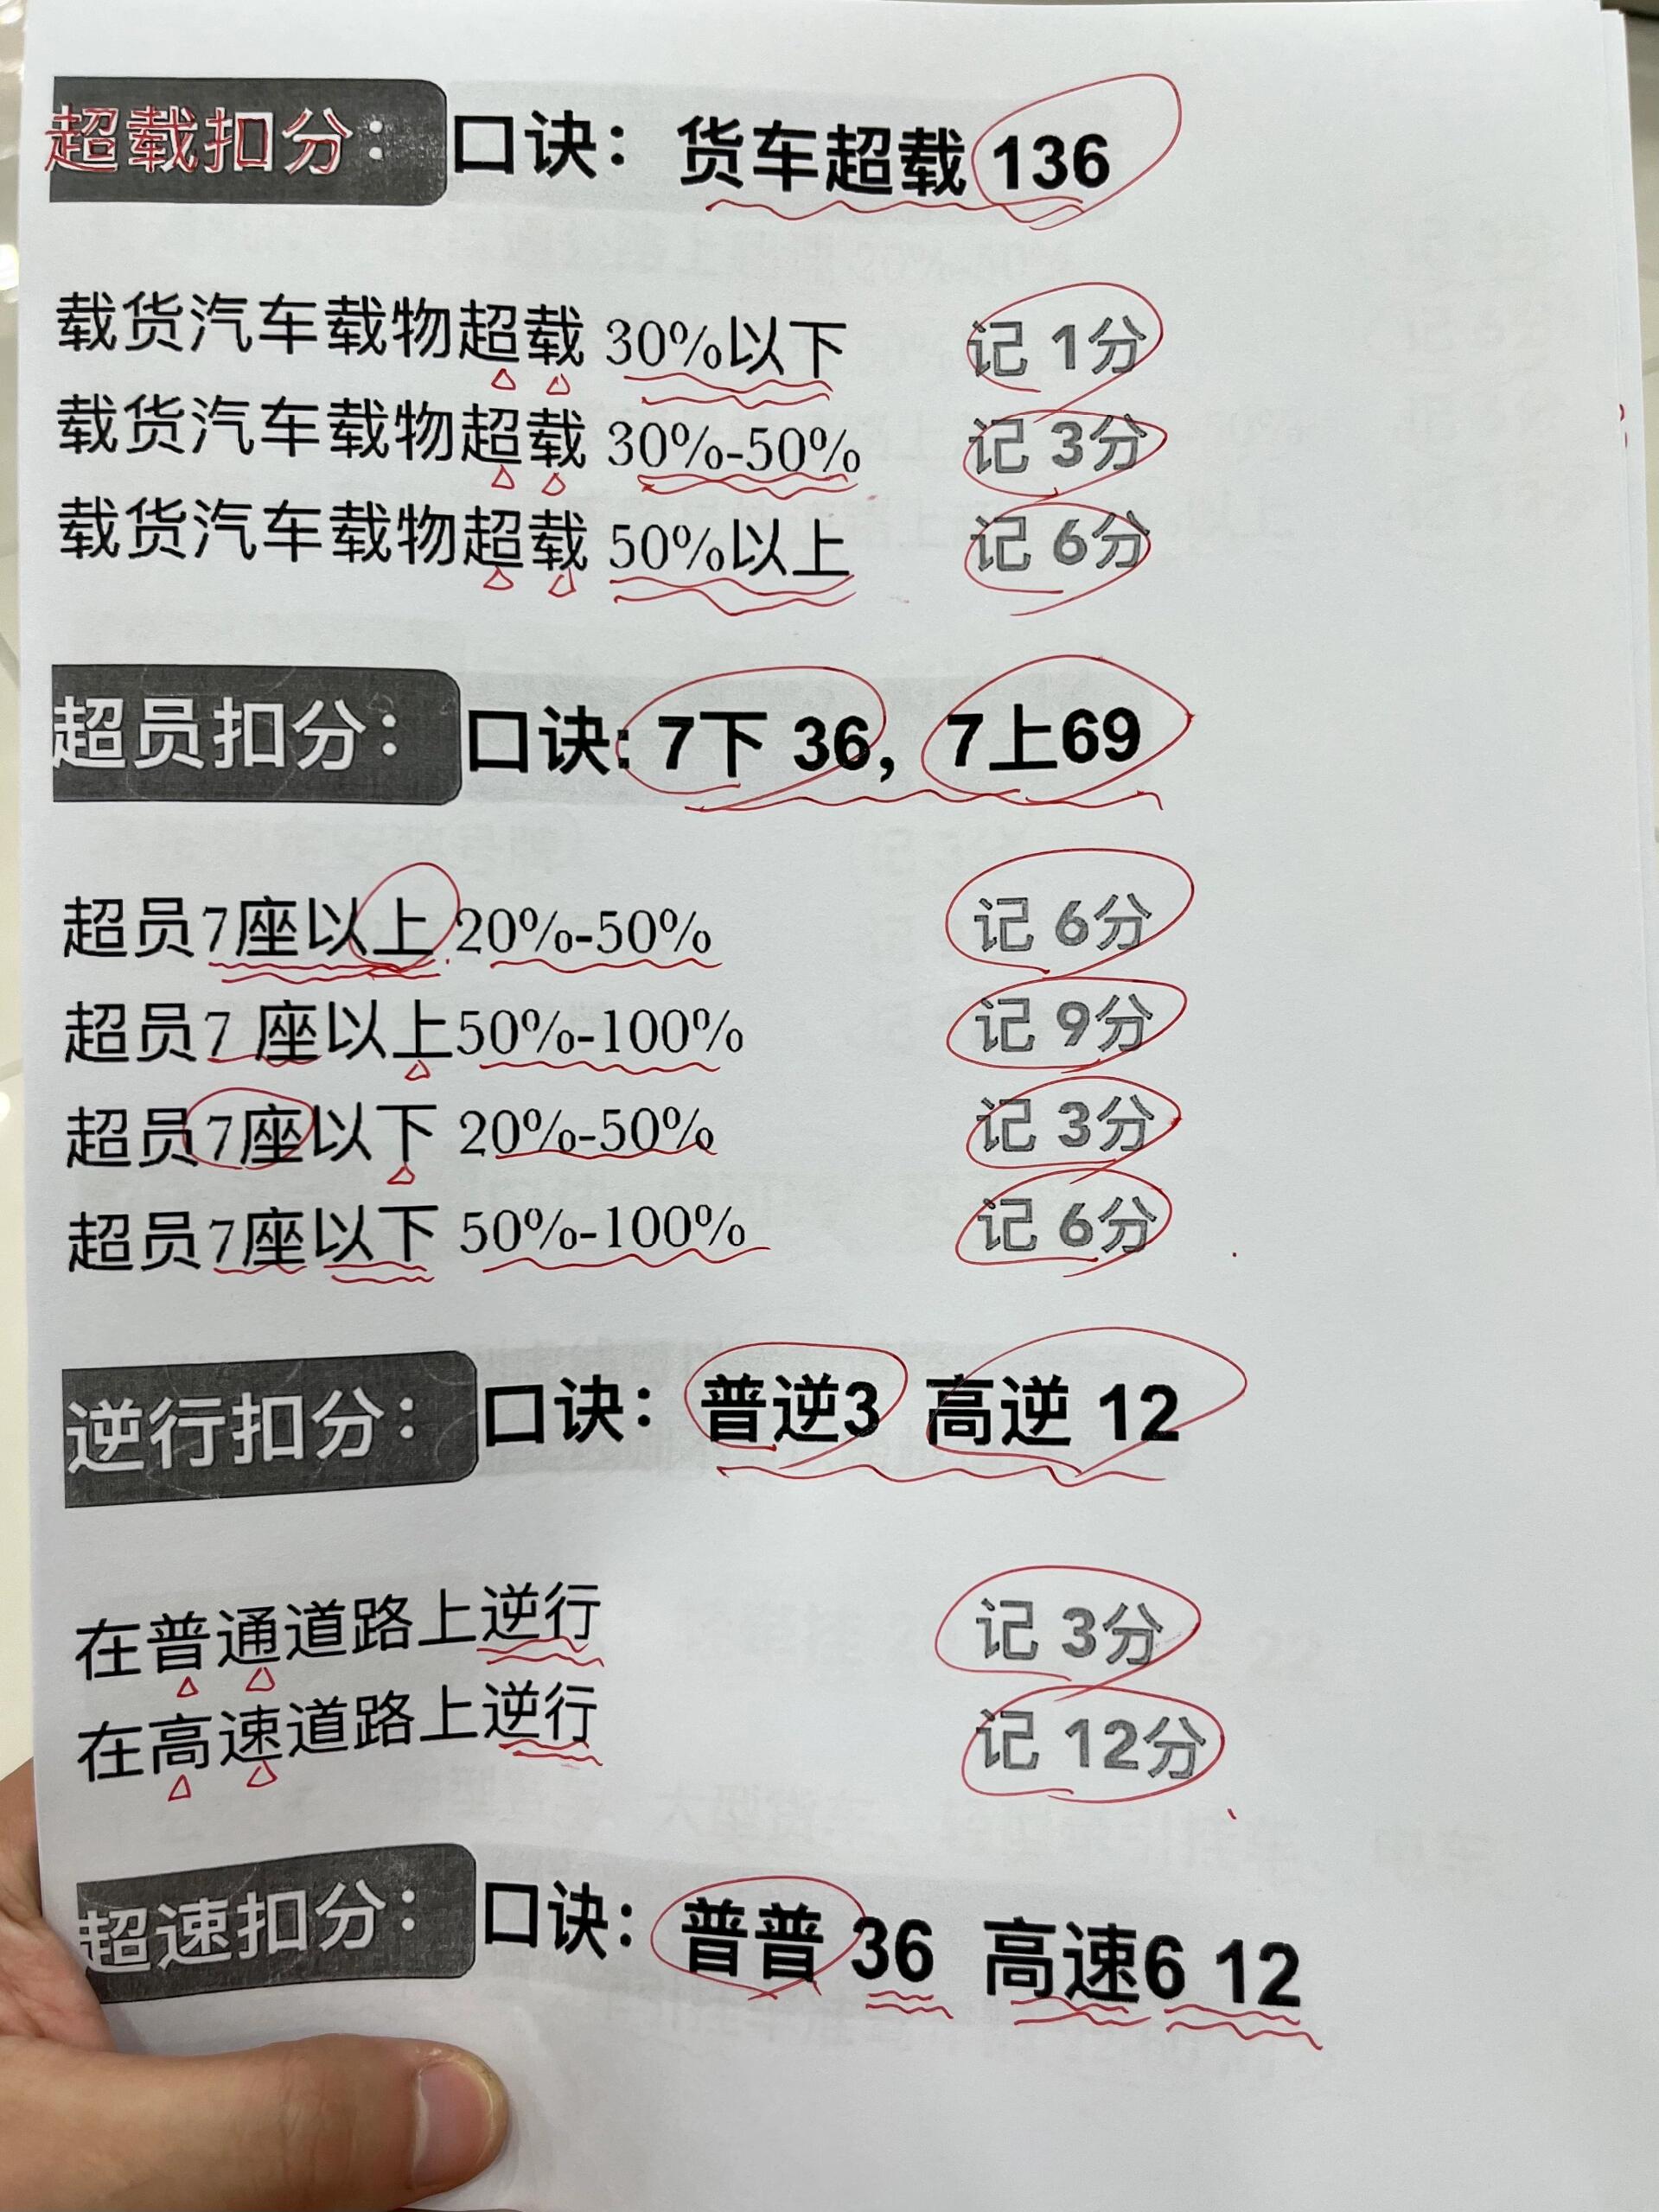 超载扣分： 口诀： 货车超载 136
载货汽车载物超载 30%以下 记 1分
载货汽车载物超载 30%-50% 记 3分
载货汽车载物超载 50%以上 记 6分
超员扣分： 口诀: 7下 36， 7上69
超员7座以上 20%-50% 记 6分
超员7 座以上50%-100% 记 9分
超员7座以下 20%-50% 记 3分
超员7座以下 50%-100% 记 6分
逆行扣分： 口诀： 普逆3 高逆 12
在普通道路上逆行 记 3分
在高速道路上逆行 记 12分
超速扣分： 口诀： 普普 36 高速6 12